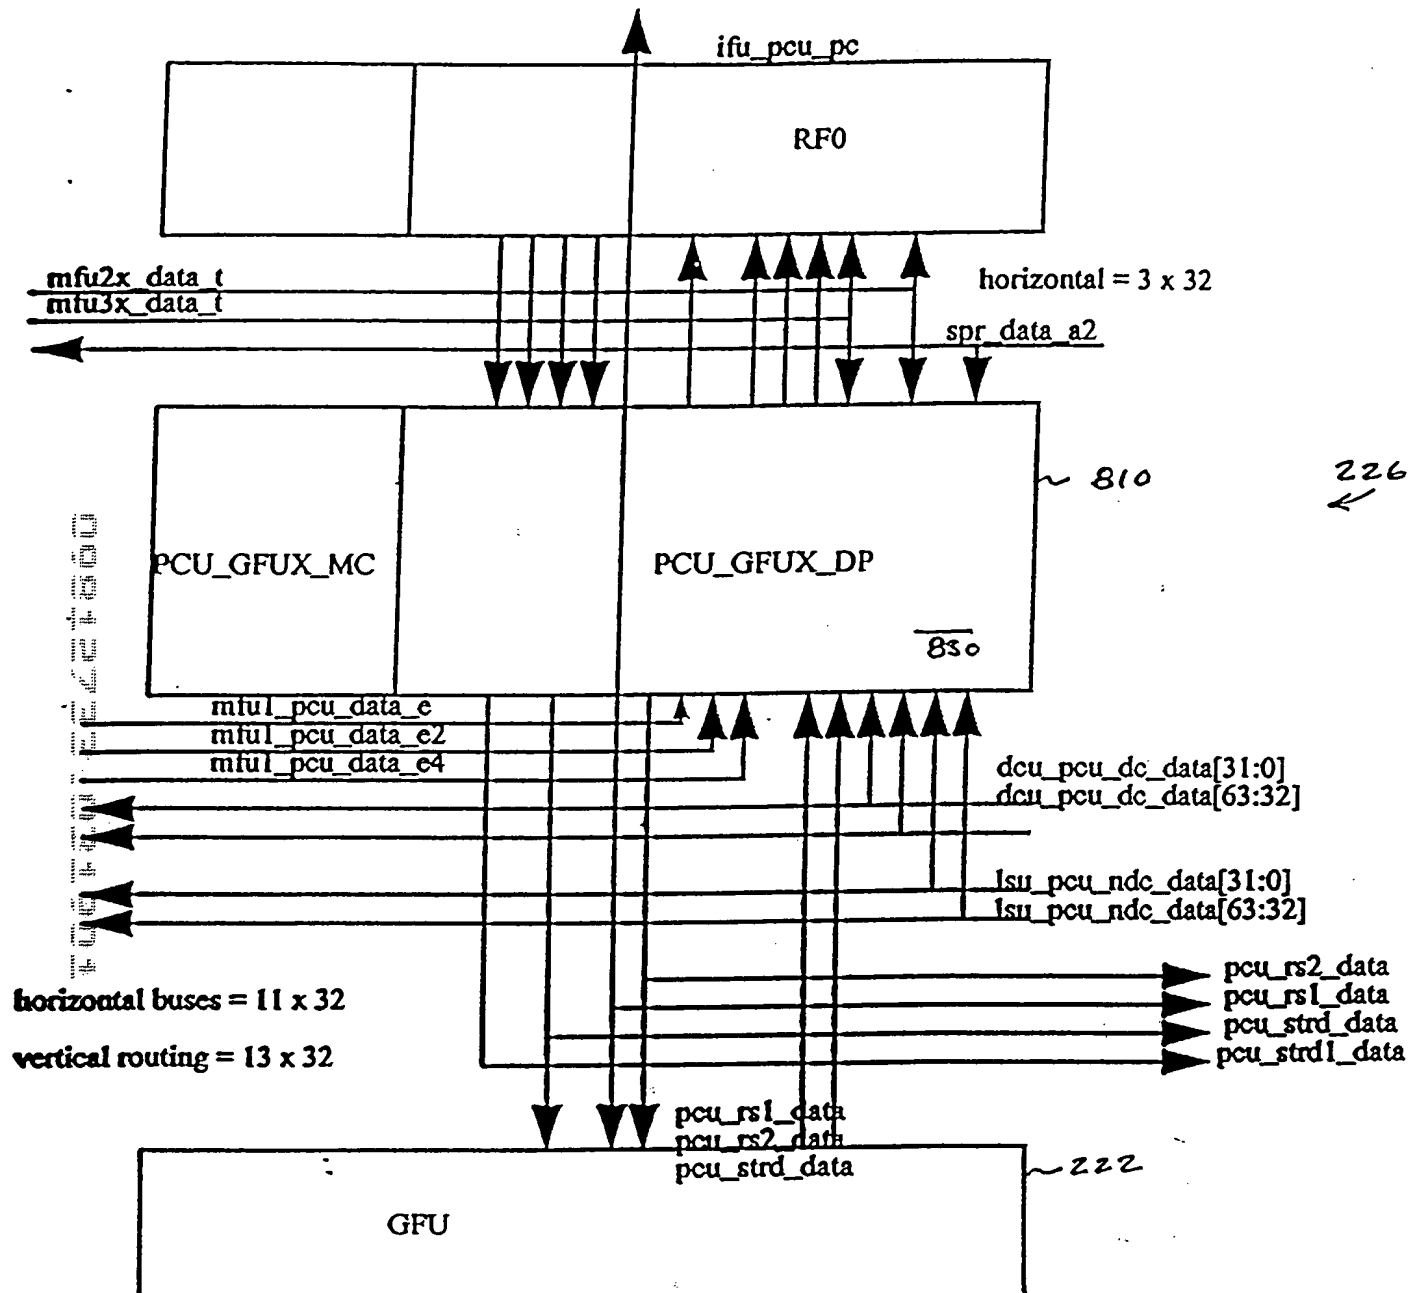 ifu_pcu_pc
RF0
mfu2x_data_t
mfu3x_data_t
horizontal = 3 x 32
spr_data_a2
810
226
PCU_GFUX_MC
PCU_GFUX_DP
830
mfu1_pcu_data_e
mfu1_pcu_data_e2
mfu1_pcu_data_e4
dcu_pcu_dc_data[31:0]
dcu_pcu_dc_data[63:32]
lsu_pcu_ndc_data[31:0]
lsu_pcu_ndc_data[63:32]
pcu_rs2_data
horizontal buses = 11 x 32
pcu_rs1_data
pcu_strd_data
vertical routing = 13 x 32
pcu_strd1_data
pcu_rs1_data
pcu_rs2_data
pcu_strd_data
222
GFU